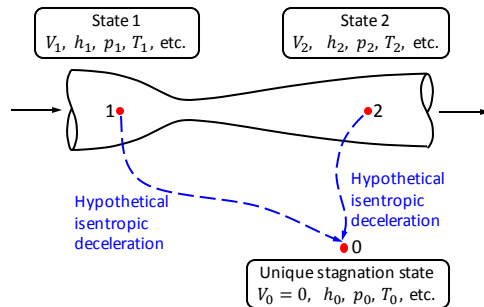 State 1
V₁, h₁, p₁, T₁, etc.
State 2
V₂, h₂, p₂, T₂, etc.
1
2
Hypothetical
isentropic
deceleration
Hypothetical
isentropic
deceleration
0
Unique stagnation state
V₀ = 0, h₀, p₀, T₀, etc.